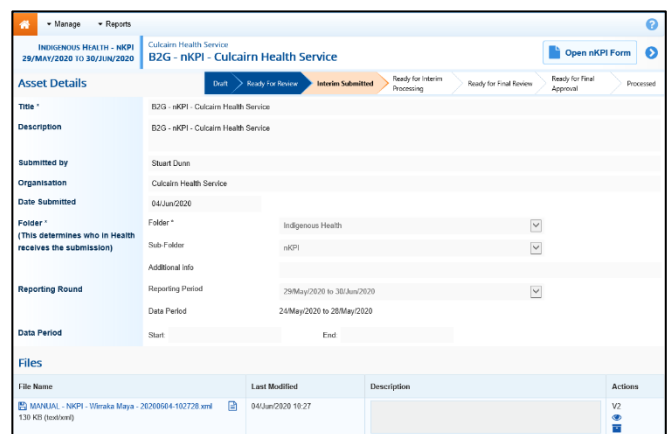 Manage Reports
INDIGENOUS HEALTH - NKPI
29/MAY/2020 TO 30/JUN/2020
Culcairn Health Service
B2G - nKPI - Culcairn Health Service
Open nKPI Form
Asset Details
Draft
Ready For Review
Interim Submitted
Ready for Interim
Processing
Ready for Final Review
Ready for Final
Approval
Processed
Title *
B2G - nKPI - Culcairn Health Service
Description
B2G - nKPI - Culcairn Health Service
Submitted by
Stuart Dunn
Organisation
Culcairn Health Service
Date Submitted
04/Jun/2020
Folder *
(This determines who in Health
receives the submission)
Folder *
Indigenous Health
Sub-Folder
nKPI
Additional info
Reporting Round
Reporting Period
29/May/2020 to 30/Jun/2020
Data Period
24/May/2020 to 28/May/2020
Data Period
Start:
End:
Files
File Name
Last Modified
Description
Actions
MANUAL - NKPI - Wirraka Maya - 20200604-102728.xml
130 KB (text/xml)
04/Jun/2020 10:27
V2